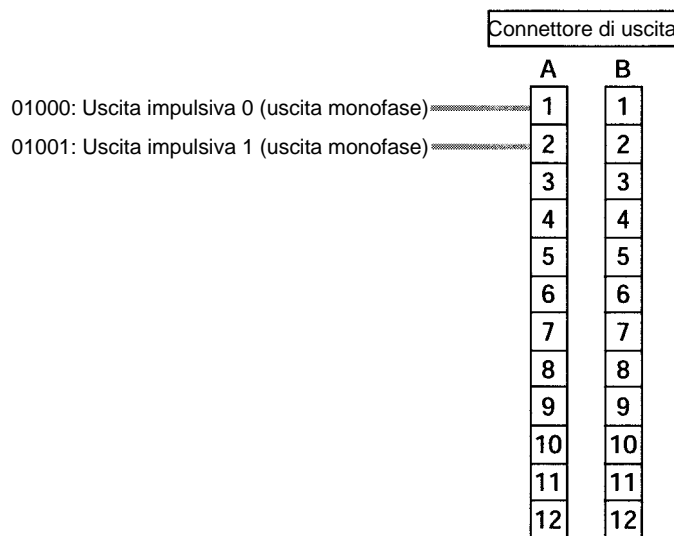 Connettore di uscita
A B
01000: Uscita impulsiva 0 (uscita monofase) 1 1
01001: Uscita impulsiva 1 (uscita monofase) 2 2
3 3
4 4
5 5
6 6
7 7
8 8
9 9
10 10
11 11
12 12